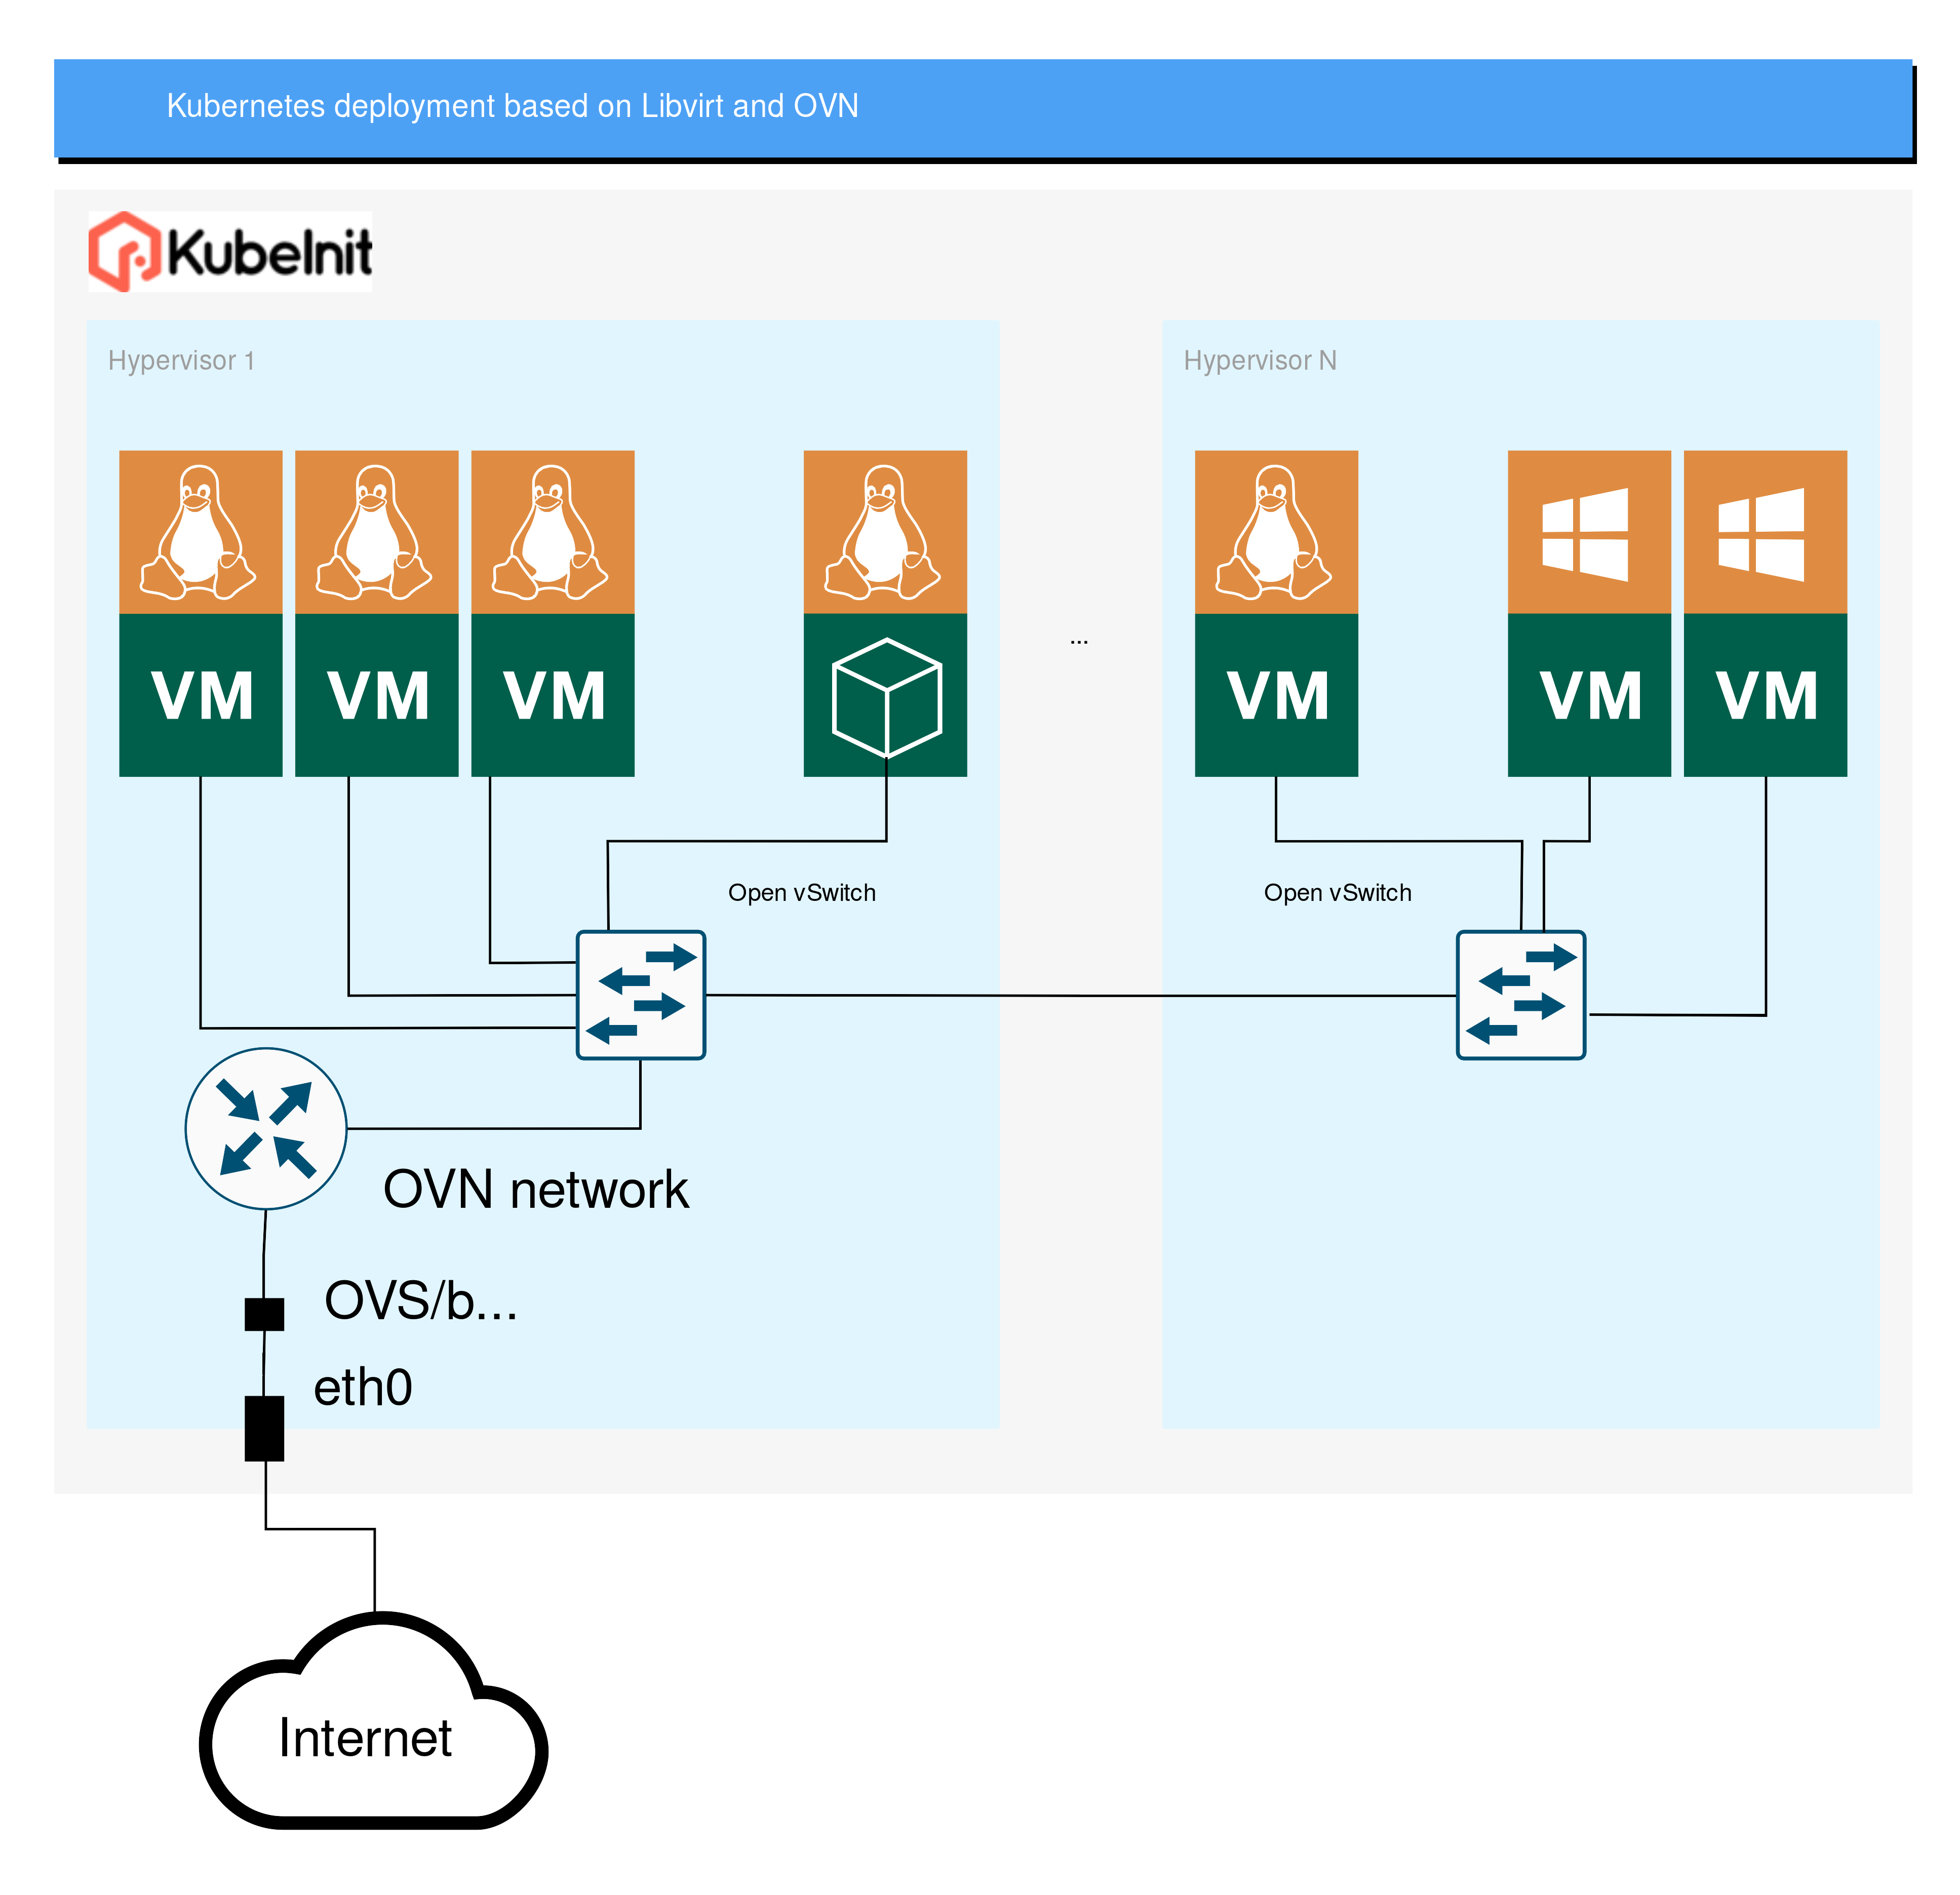 Kubernetes deployment based on Libvirt and OVN
KubeInit
Hypervisor 1
Hypervisor N
VM
VM
VM
...
VM
VM
VM
Open vSwitch
Open vSwitch
OVN network
OVS/b...
eth0
Internet